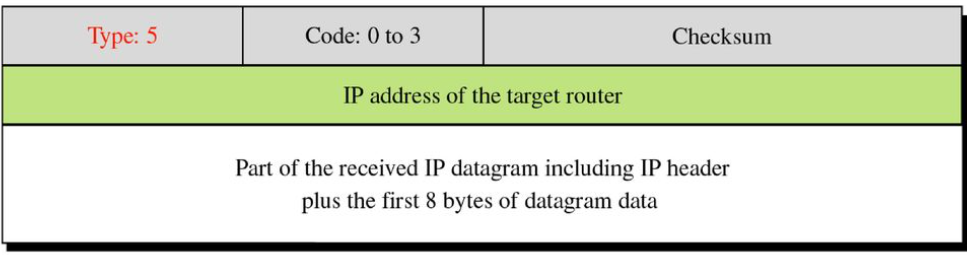 Type: 5 Code: 0 to 3 Checksum
IP address of the target router
Part of the received IP datagram including IP header
plus the first 8 bytes of datagram data